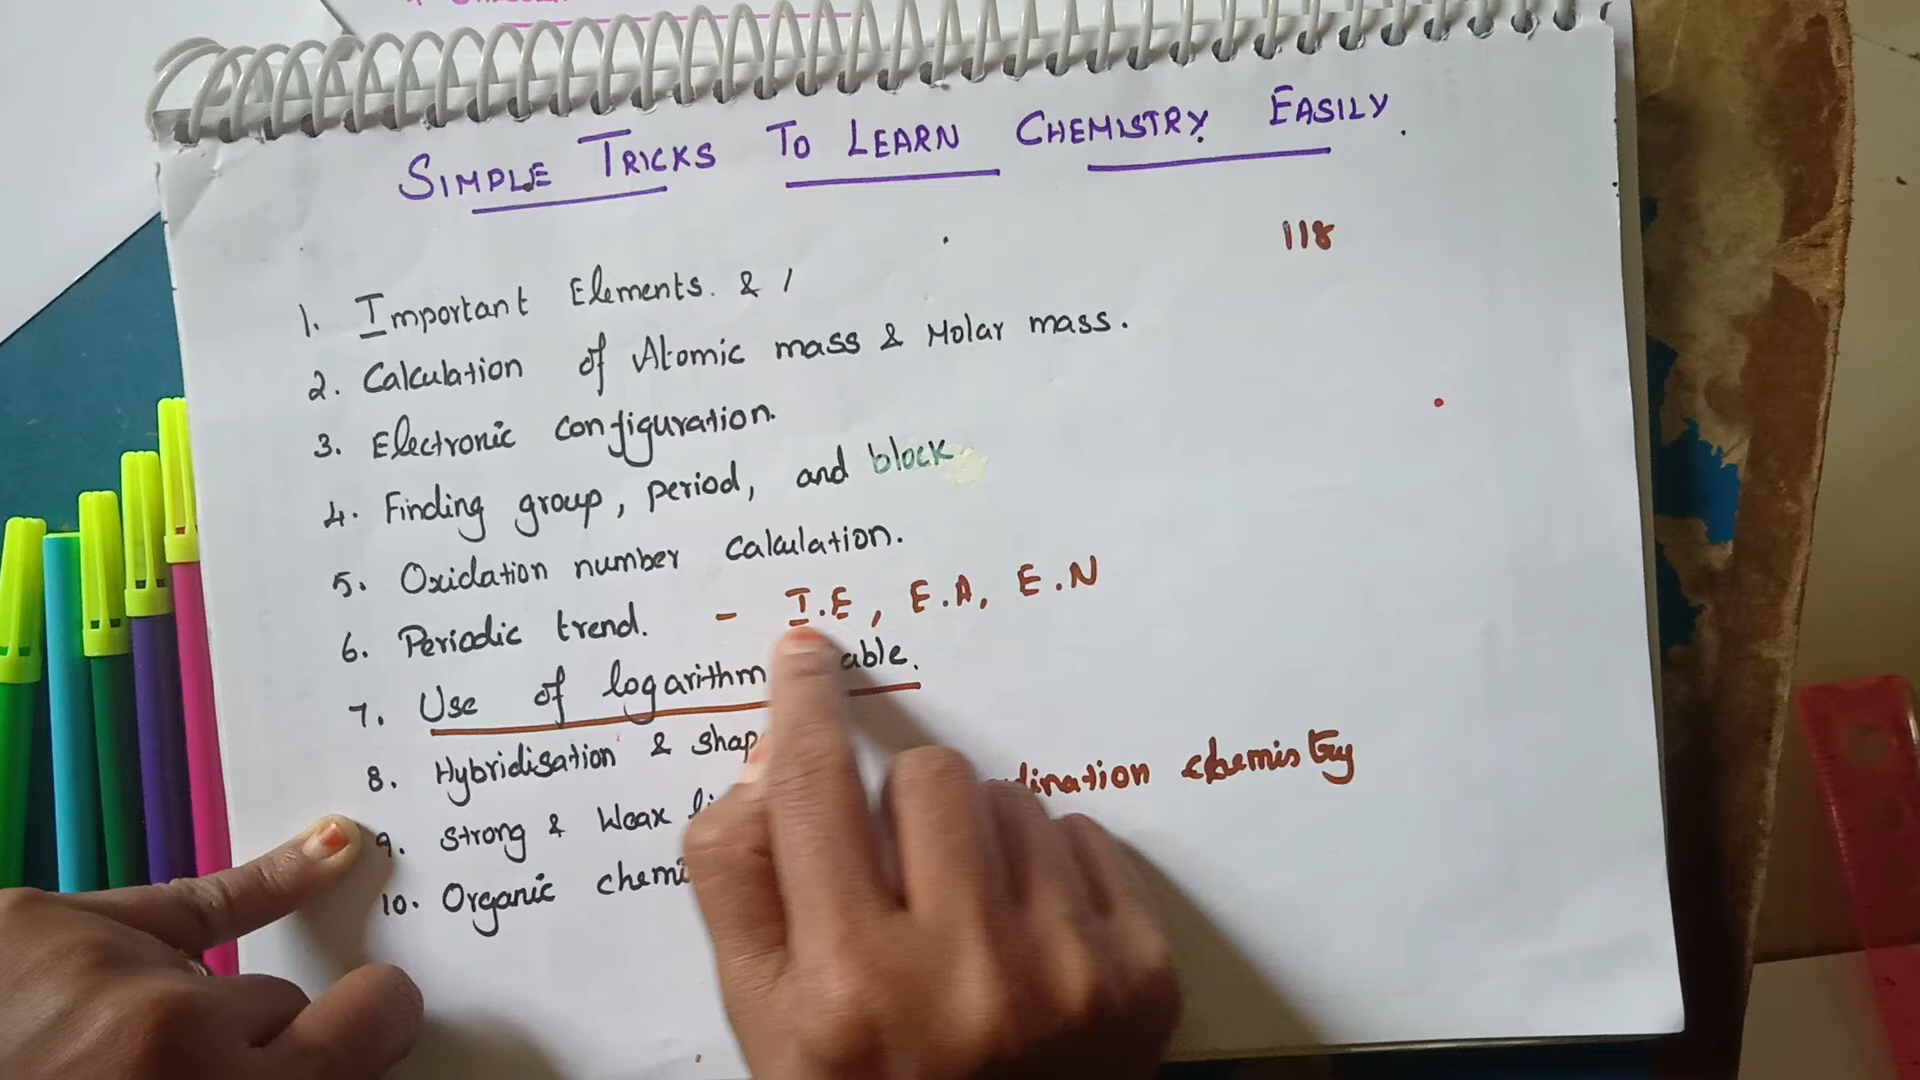 SIMPLE TRICKS TO LEARN CHEMISTRY EASILY.
118
1. Important Elements. & /
2. Calculation of Atomic mass & Molar mass.
3. Electronic configuration.
4. Finding group, period, and block
5. Oxidation number calculation.
6. Periodic trend. - I.E, E.A, E.N
7. Use of logarithm able.
8. Hybridisation & shap
9. Strong & Weak dination chemistry
10. Organic chemi